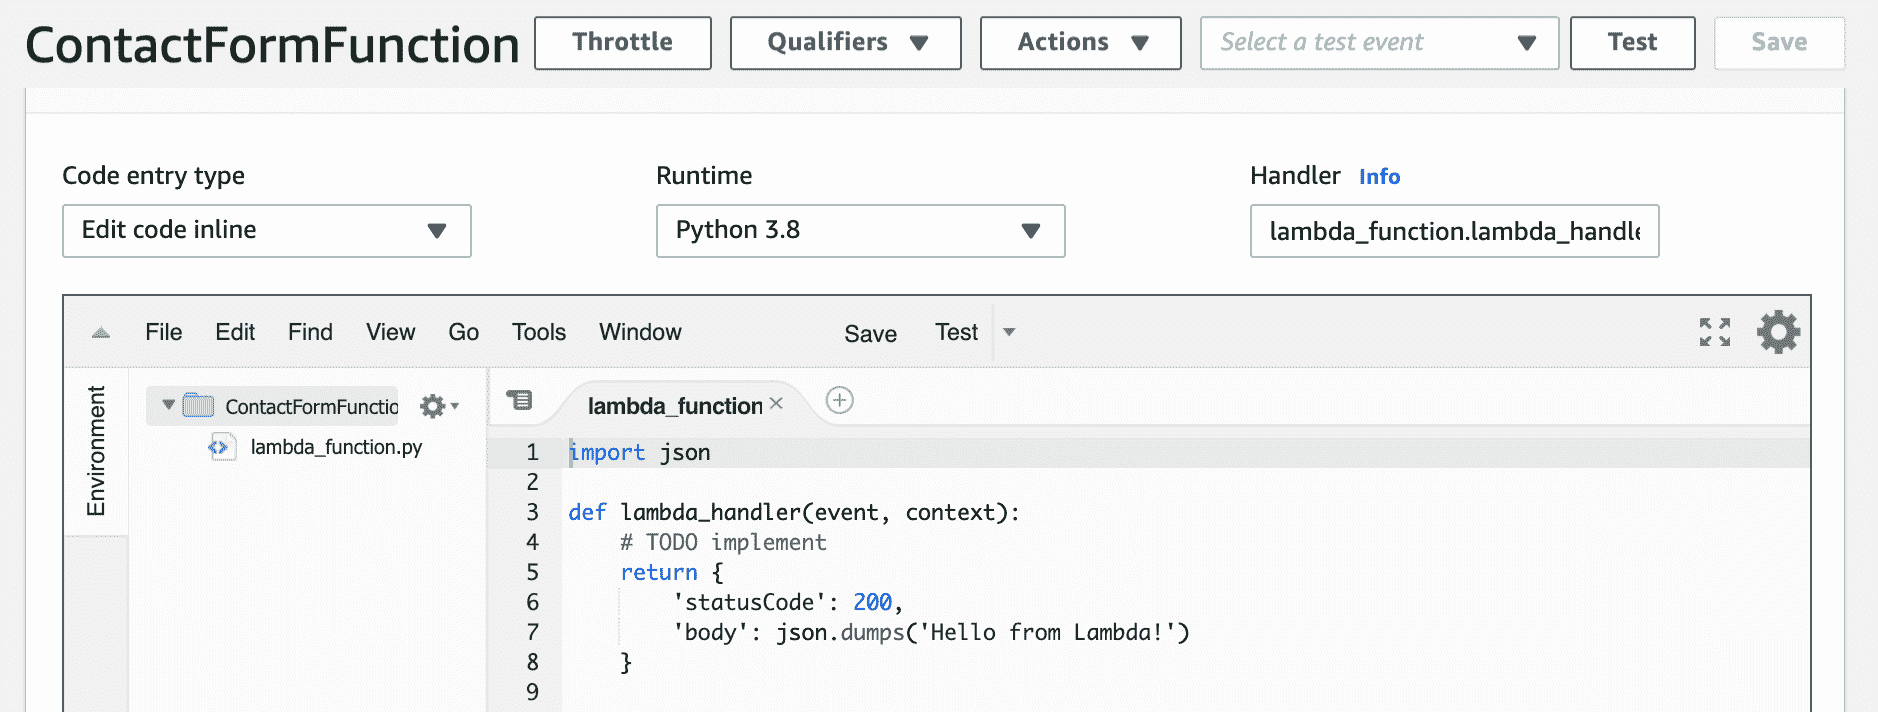 ContactFormFunction Throttle Qualifiers Actions Select a test event Test Save
Code entry type Runtime Handler Info
Edit code inline Python 3.8 lambda_function.lambda_handle
File Edit Find View Go Tools Window Save Test
Environment
ContactFormFunctio
lambda_function.py
lambda_function
1 import json
2
3 def lambda_handler(event, context):
4     # TODO implement
5     return {
6         'statusCode': 200,
7         'body': json.dumps('Hello from Lambda!')
8     }
9